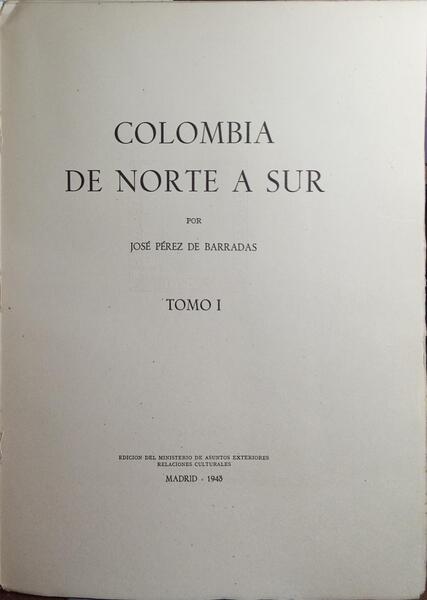 COLOMBIA
DE NORTE A SUR
POR
JOSÉ PÉREZ DE BARRADAS
TOMO I
EDICION DEL MINISTERIO DE ASUNTOS EXTERIORES
RELACIONES CULTURALES
MADRID - 1943